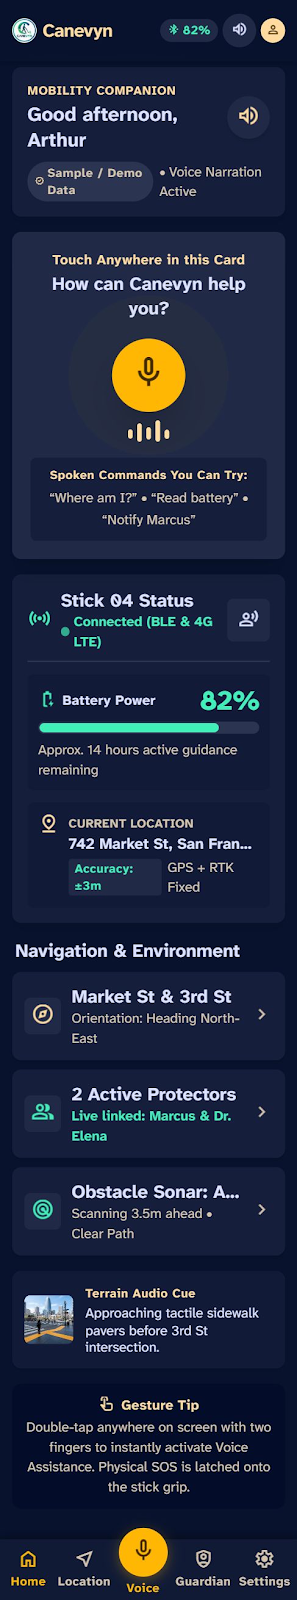 Canevyn
82%
MOBILITY COMPANION
Good afternoon,
Arthur
Sample / Demo
Data
• Voice Narration
Active
Touch Anywhere in this Card
How can Canevyn help
you?
Spoken Commands You Can Try:
“Where am I?” • “Read battery” •
“Notify Marcus”
Stick 04 Status
Connected (BLE & 4G
LTE)
Battery Power
82%
Approx. 14 hours active guidance
remaining
CURRENT LOCATION
742 Market St, San Fran...
Accuracy:
±3m
GPS + RTK
Fixed
Navigation & Environment
Market St & 3rd St
Orientation: Heading North-
East
2 Active Protectors
Live linked: Marcus & Dr.
Elena
Obstacle Sonar: A...
Scanning 3.5m ahead •
Clear Path
Terrain Audio Cue
Approaching tactile sidewalk
pavers before 3rd St
intersection.
Gesture Tip
Double-tap anywhere on screen with two
fingers to instantly activate Voice
Assistance. Physical SOS is latched onto
the stick grip.
Home
Location
Voice
Guardian
Settings